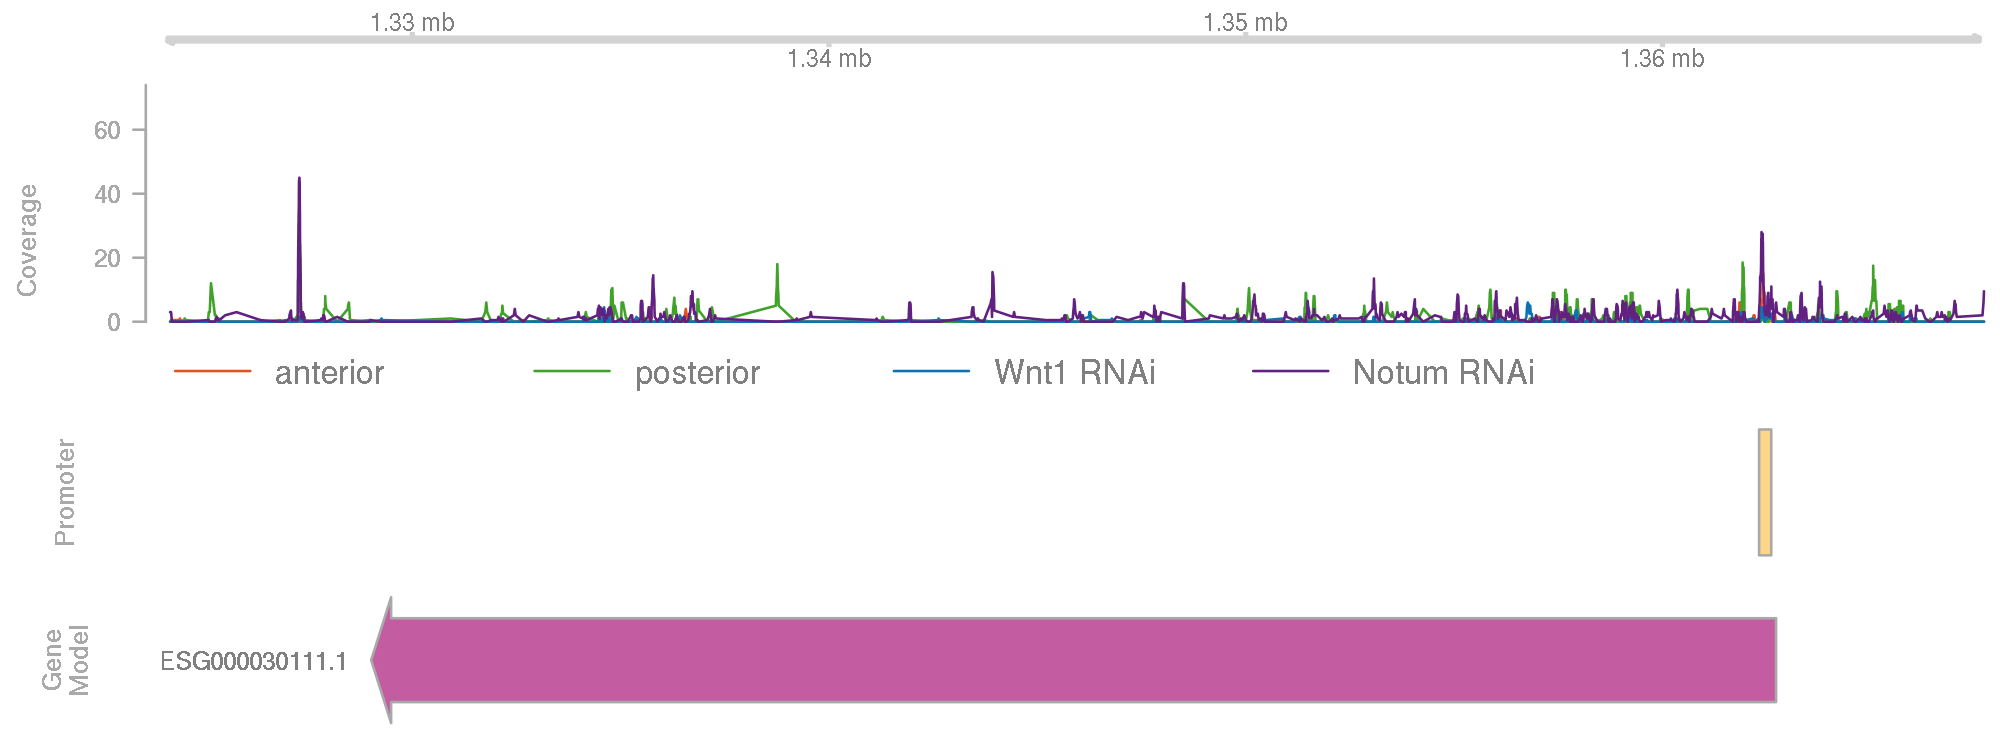 1.33 mb
1.35 mb
1.34 mb
1.36 mb
Coverage
60
40
20
0
anterior
posterior
Wnt1 RNAi
Notum RNAi
Promoter
Gene
Model
ESG000030111.1